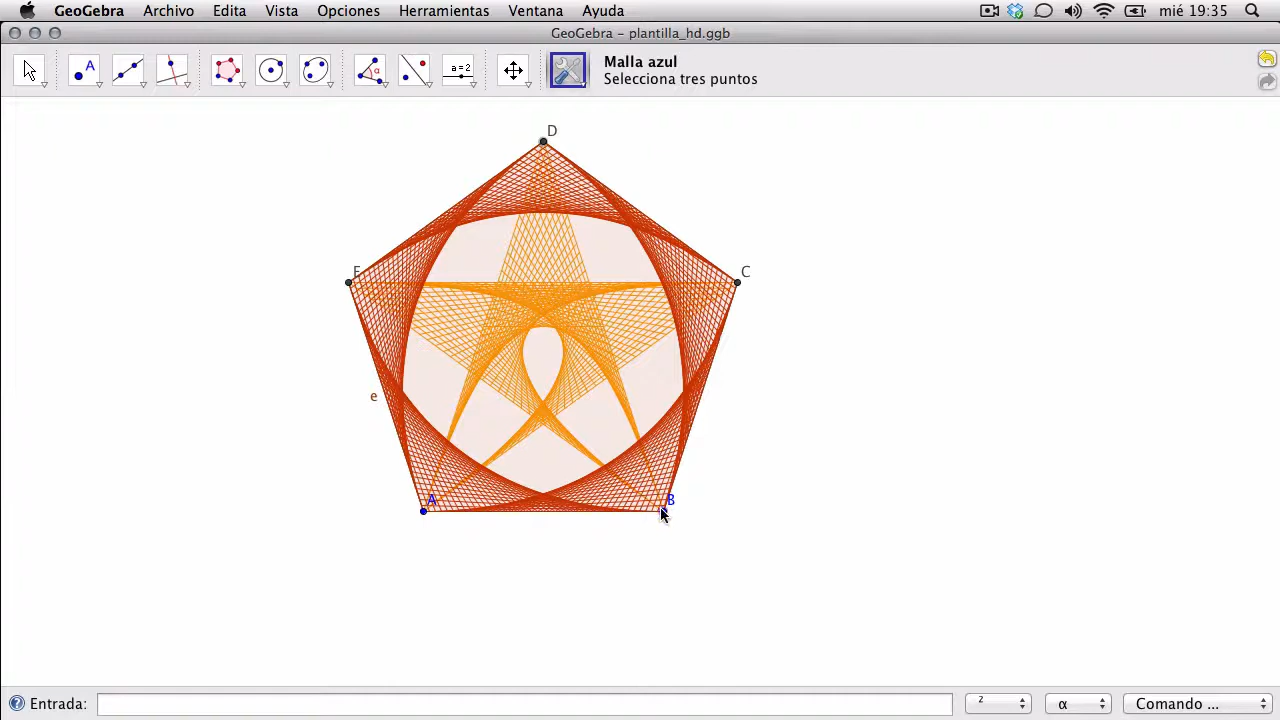 GeoGebra Archivo Edita Vista Opciones Herramientas Ventana Ayuda mié 19:35
GeoGebra – plantilla_hd.ggb
A
α
a=2
Malla azul
Selecciona tres puntos
D
E
C
e
A
B
Entrada:
²
α
Comando ...